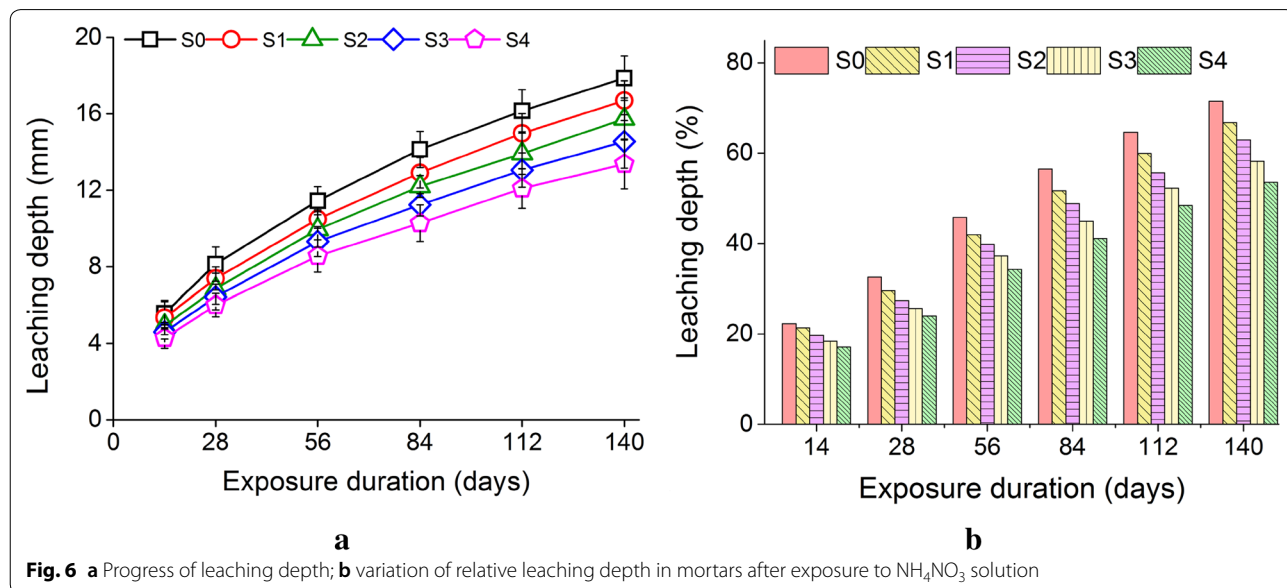 S0 S1 S2 S3 S4
20
16
12
8
4
0
Leaching depth (mm)
0 28 56 84 112 140
Exposure duration (days)
a
S0 S1 S2 S3 S4
80
60
40
20
0
Leaching depth (%)
14 28 56 84 112 140
Exposure duration (days)
b
Fig. 6 a Progress of leaching depth; b variation of relative leaching depth in mortars after exposure to NH₄NO₃ solution